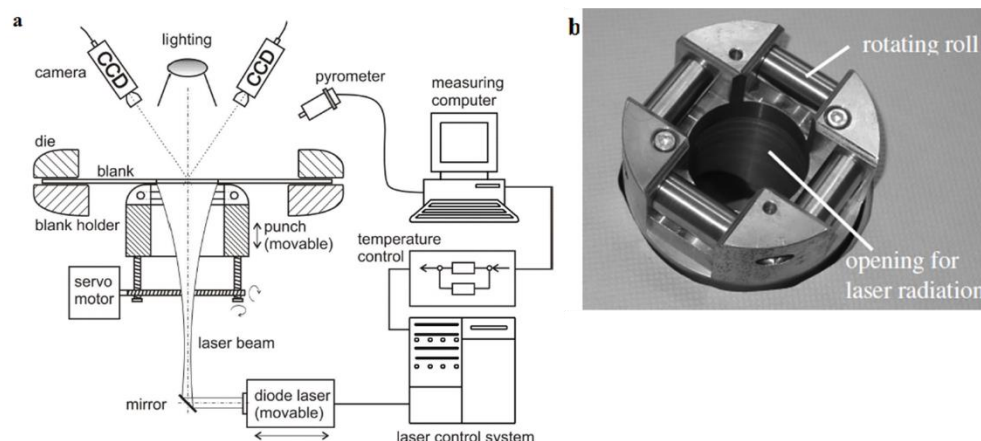 a
lighting
CCD
CCD
camera
pyrometer
measuring
computer
die
blank
blank holder
punch
(movable)
temperature
control
servo
motor
laser beam
mirror
diode laser
(movable)
laser control system
b
rotating roll
opening for
laser radiation